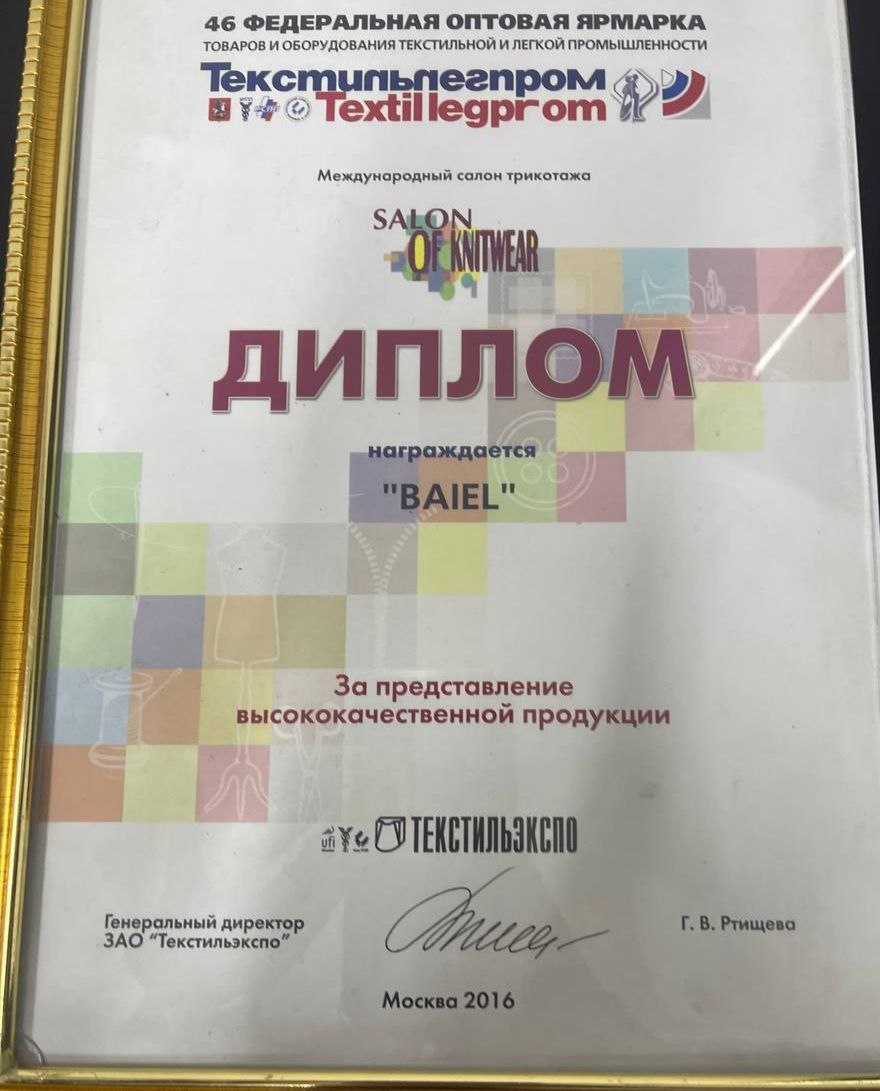 46 ФЕДЕРАЛЬНАЯ ОПТОВАЯ ЯРМАРКА
ТОВАРОВ И ОБОРУДОВАНИЯ ТЕКСТИЛЬНОЙ И ЛЕГКОЙ ПРОМЫШЛЕННОСТИ
Текстильлегпром
Textillegprom
Международный салон трикотажа
SALON
OF KNITWEAR
ДИПЛОМ
награждается
"BAIEL"
За представление
высококачественной продукции
ufi ТЕКСТИЛЬЭКСПО
Генеральный директор
ЗАО "Текстильэкспо"
Г. В. Ртищева
Москва 2016